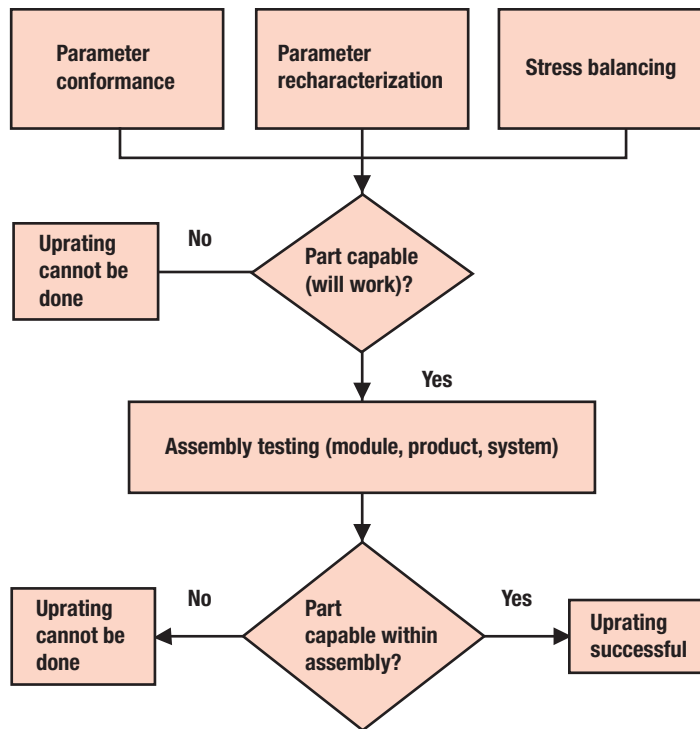 Parameter
conformance
Parameter
recharacterization
Stress balancing
Uprating
cannot be
done
No
Part capable
(will work)?
Yes
Assembly testing (module, product, system)
Uprating
cannot be
done
No
Part
capable within
assembly?
Yes
Uprating
successful